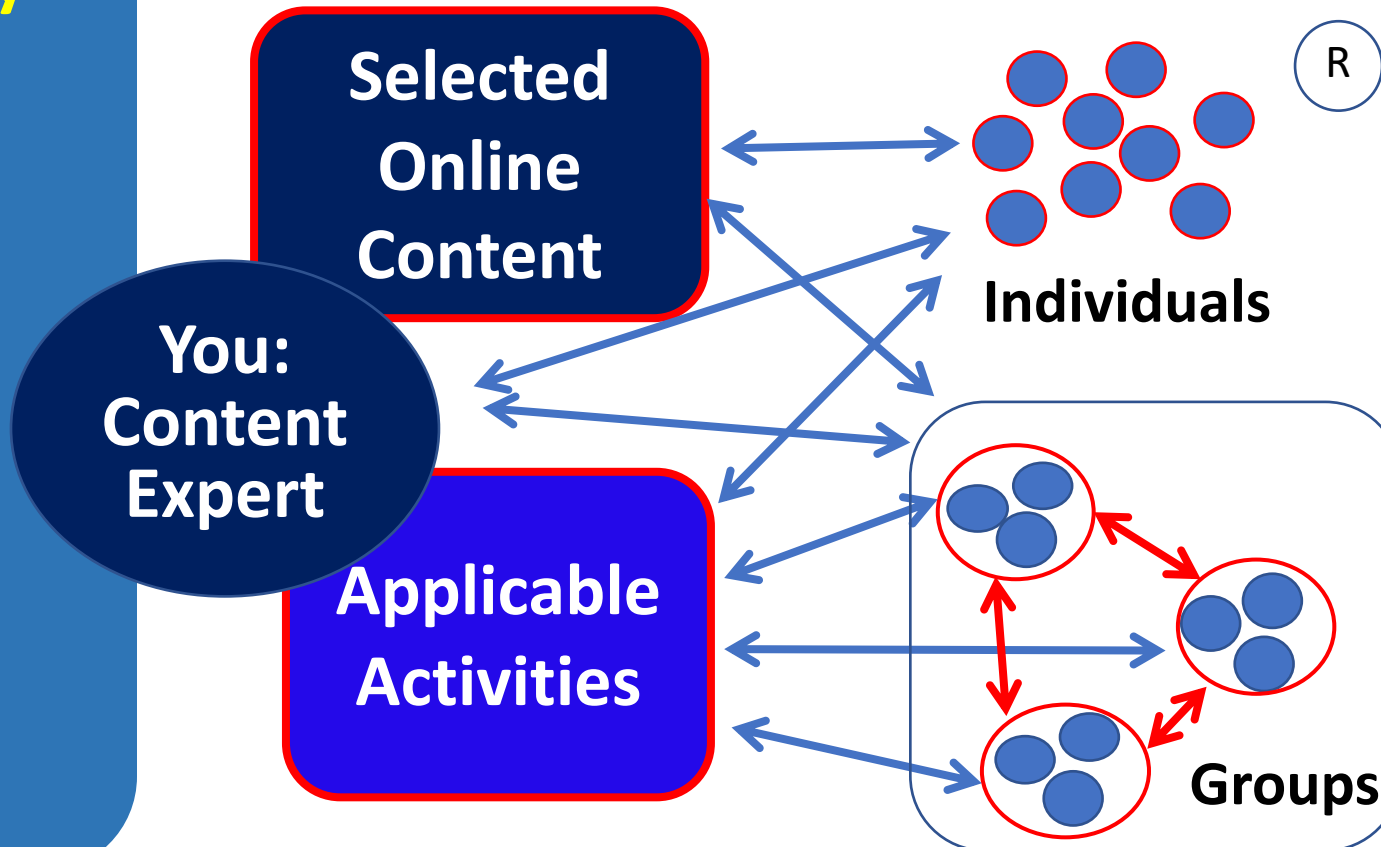 Selected
Online
Content
R
Individuals
You:
Content
Expert
Applicable
Activities
Groups